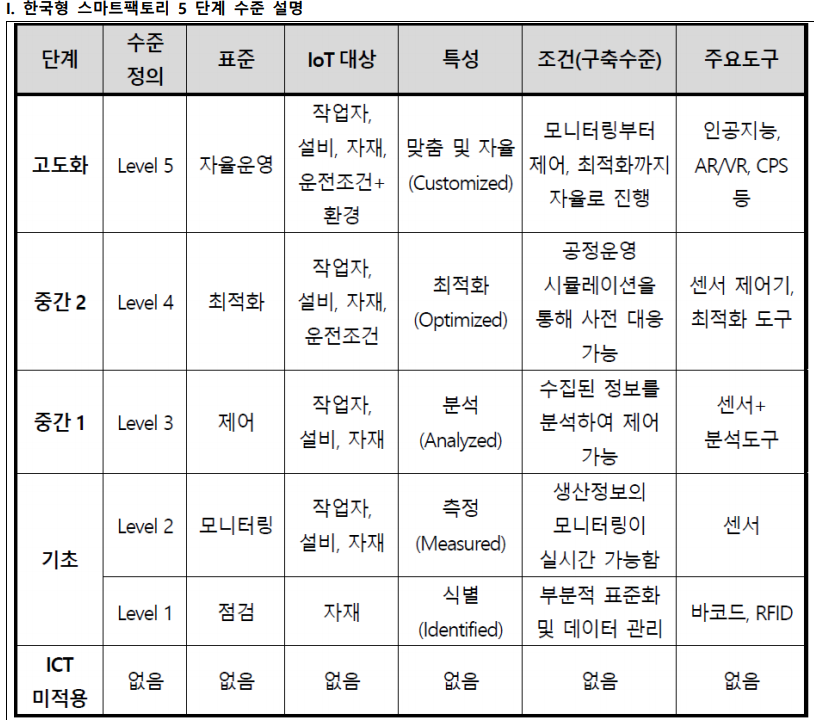 I. 한국형 스마트팩토리 5 단계 수준 설명
단계
수준
정의
표준
IoT 대상
특성
조건(구축수준)
주요도구
고도화
Level 5
자율운영
작업자,
설비, 자재,
운전조건+
환경
맞춤 및 자율
(Customized)
모니터링부터
제어, 최적화까지
자율로 진행
인공지능,
AR/VR, CPS
등
중간 2
Level 4
최적화
작업자,
설비, 자재,
운전조건
최적화
(Optimized)
공정운영
시뮬레이션을
통해 사전 대응
가능
센서 제어기,
최적화 도구
중간 1
Level 3
제어
작업자,
설비, 자재
분석
(Analyzed)
수집된 정보를
분석하여 제어
가능
센서+
분석도구
기초
Level 2
모니터링
작업자,
설비, 자재
측정
(Measured)
생산정보의
모니터링이
실시간 가능함
센서
Level 1
점검
자재
식별
(Identified)
부분적 표준화
및 데이터 관리
바코드, RFID
ICT
미적용
없음
없음
없음
없음
없음
없음